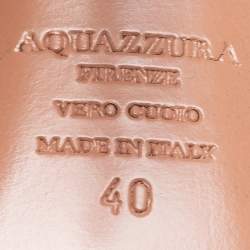 AQUAZZURA
FIRENZE
VERO CUOIO
MADE IN ITALY
40